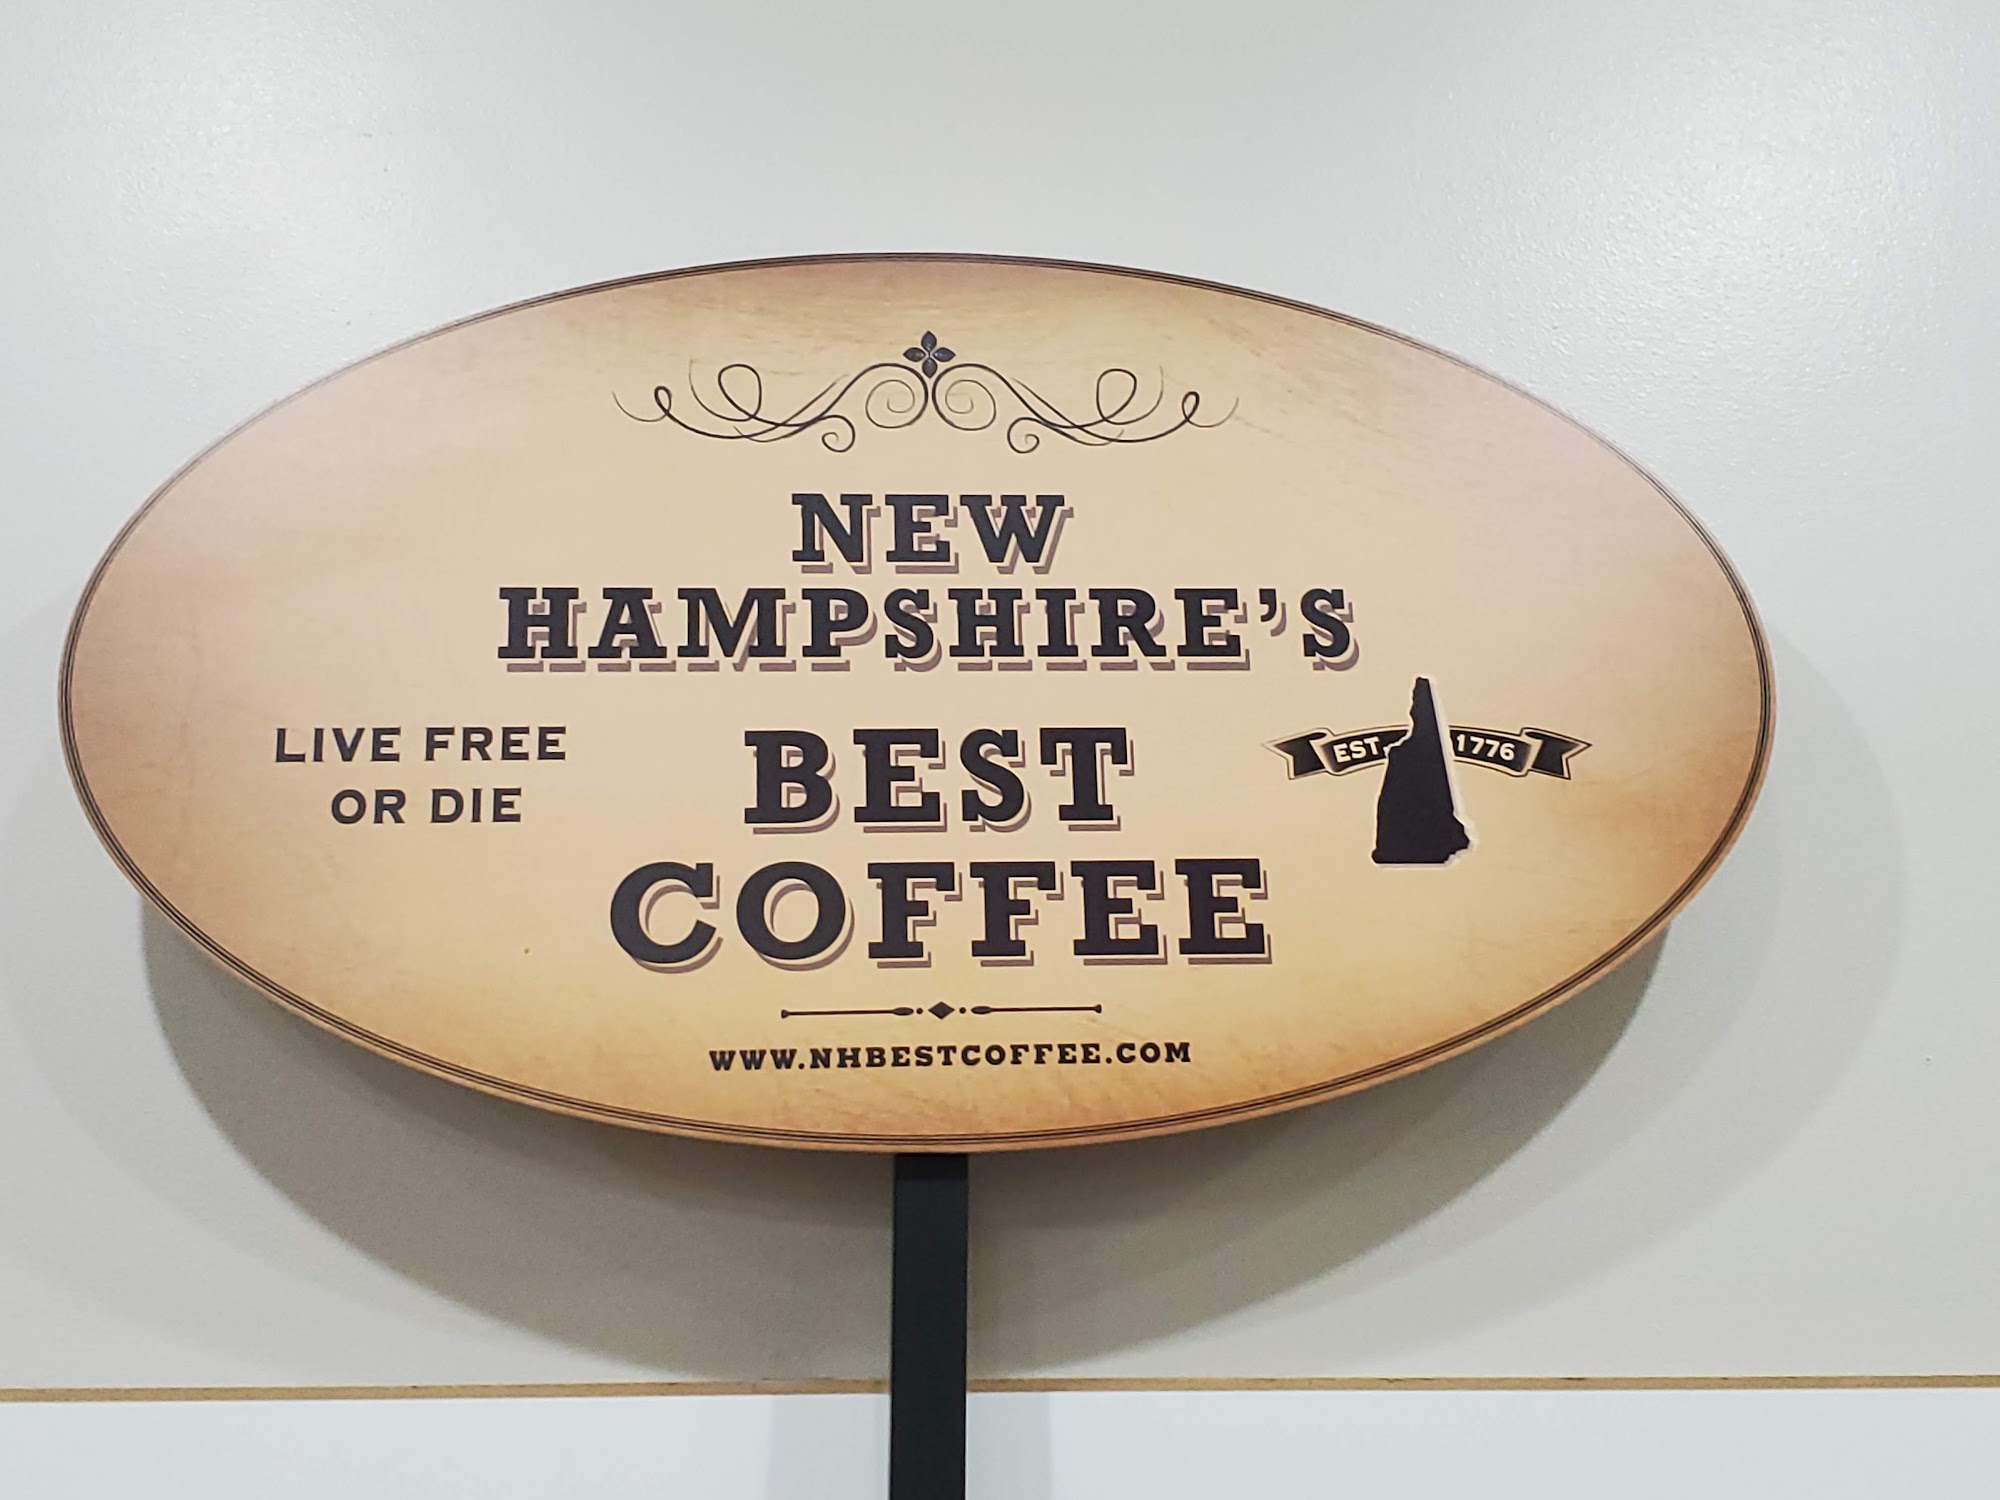 NEW
HAMPSHIRE'S
LIVE FREE
OR DIE
BEST
COFFEE
EST. 1776
WWW.NHBESTCOFFEE.COM